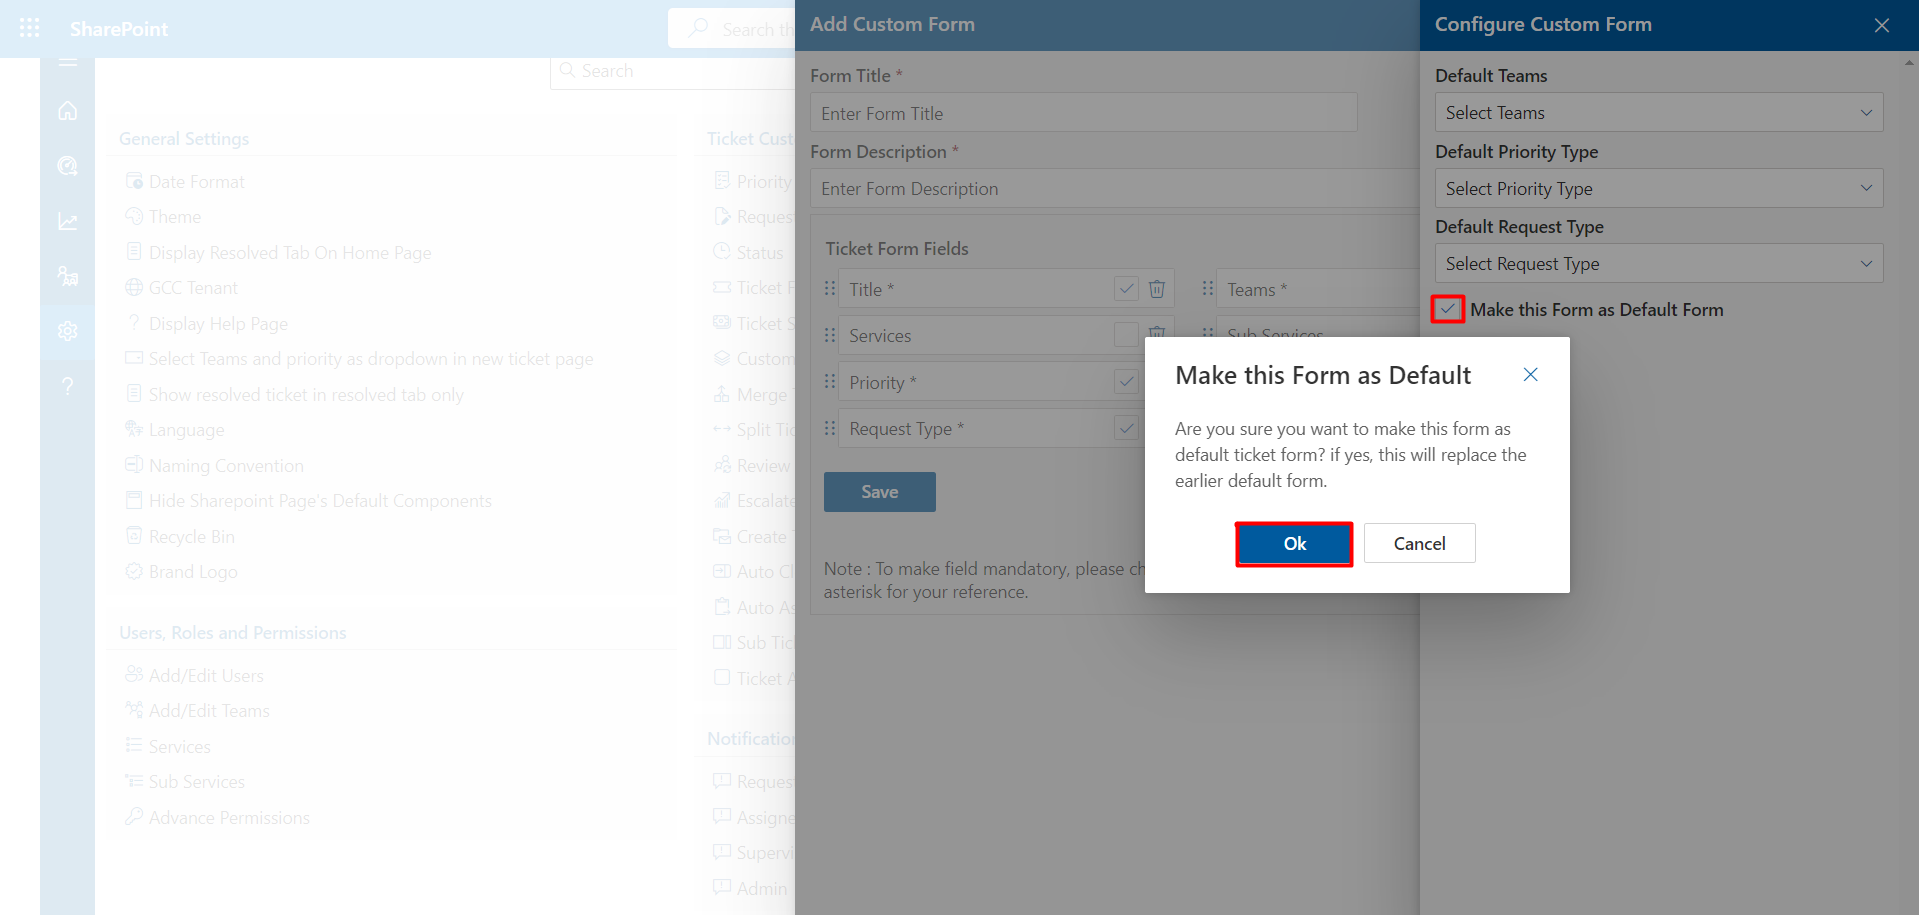 SharePoint
Search th
Search
General Settings
Date Format
Theme
Display Resolved Tab On Home Page
GCC Tenant
? Display Help Page
Select Teams and priority as dropdown in new ticket page
Show resolved ticket in resolved tab only
Language
Naming Convention
Hide Sharepoint Page's Default Components
Recycle Bin
Brand Logo
Users, Roles and Permissions
Add/Edit Users
Add/Edit Teams
Services
Sub Services
Advance Permissions
Ticket Cust
Priority
Reques
Status
Ticket F
Ticket S
Custom
Merge T
Split Tic
Review
Escalate
Create T
Auto Cl
Auto As
Sub Tic
Ticket A
Notification
Reques
Assigne
Supervi
Admin
Add Custom Form
Form Title *
Enter Form Title
Form Description *
Enter Form Description
Ticket Form Fields
Title *
Teams *
Services
Sub Services
Priority *
Request Type *
Save
Note : To make field mandatory, please ch
asterisk for your reference.
Configure Custom Form
Default Teams
Select Teams
Default Priority Type
Select Priority Type
Default Request Type
Select Request Type
Make this Form as Default Form
Make this Form as Default
Are you sure you want to make this form as
default ticket form? if yes, this will replace the
earlier default form.
Ok
Cancel